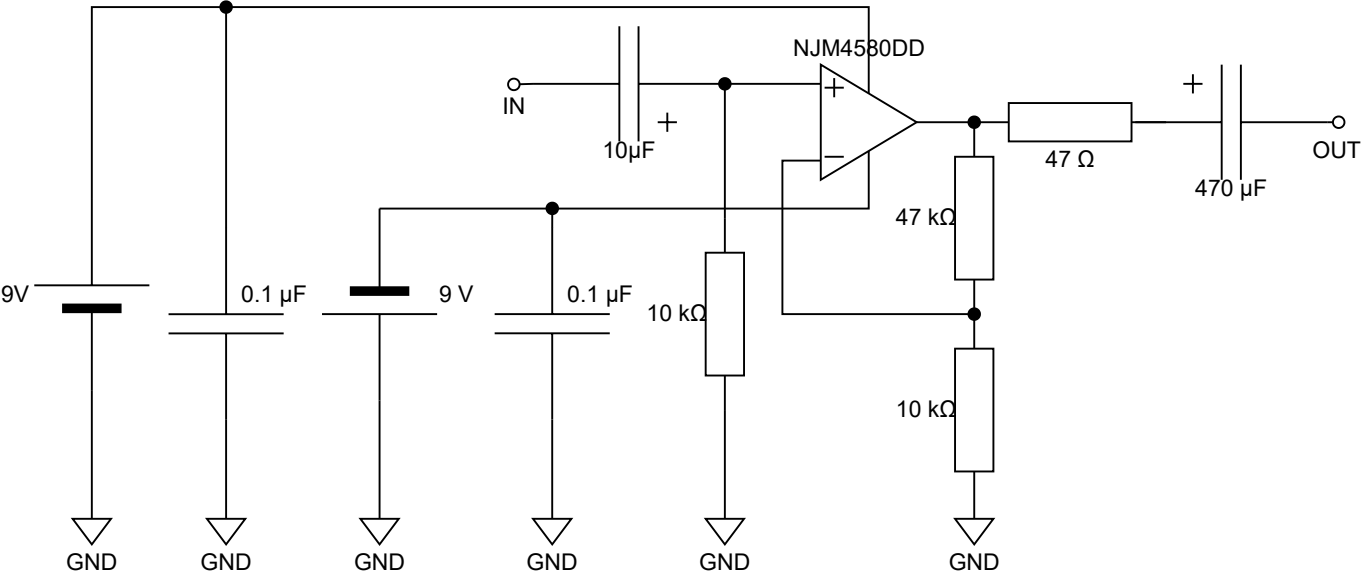 NJM4580DD
+
IN
+
10μF
−
+
47 Ω
OUT
470 μF
47 kΩ
9V
0.1 μF
9 V
0.1 μF
10 kΩ
10 kΩ
GND
GND
GND
GND
GND
GND